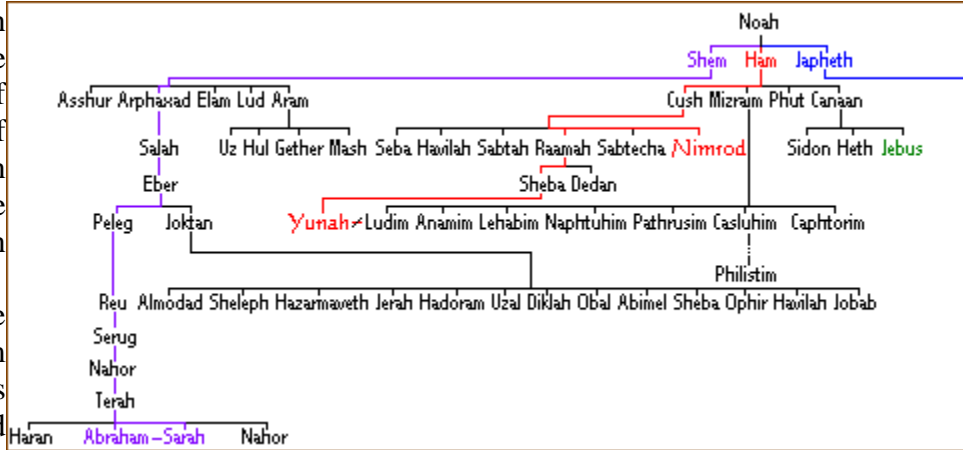 Noah
Shem Ham Japheth
Asshur Arphaxad Elam Lud Aram Cush Mizraim Phut Canaan
Salah Uz Hul Gether Mash Seba Havilah Sabtah Raamah Sabtecha Nimrod Sidon Heth Jebus
Eber Sheba Dedan
Peleg Joktan Yunah Ludim Anamim Lehabim Naphtuhim Pathrusim Casluhim Caphtorim
Philistim
Reu Almodad Sheleph Hazarmaveth Jerah Hadoram Uzal Diklah Obal Abimel Sheba Ophir Havilah Jobab
Serug
Nahor
Terah
Haran Abraham-Sarah Nahor